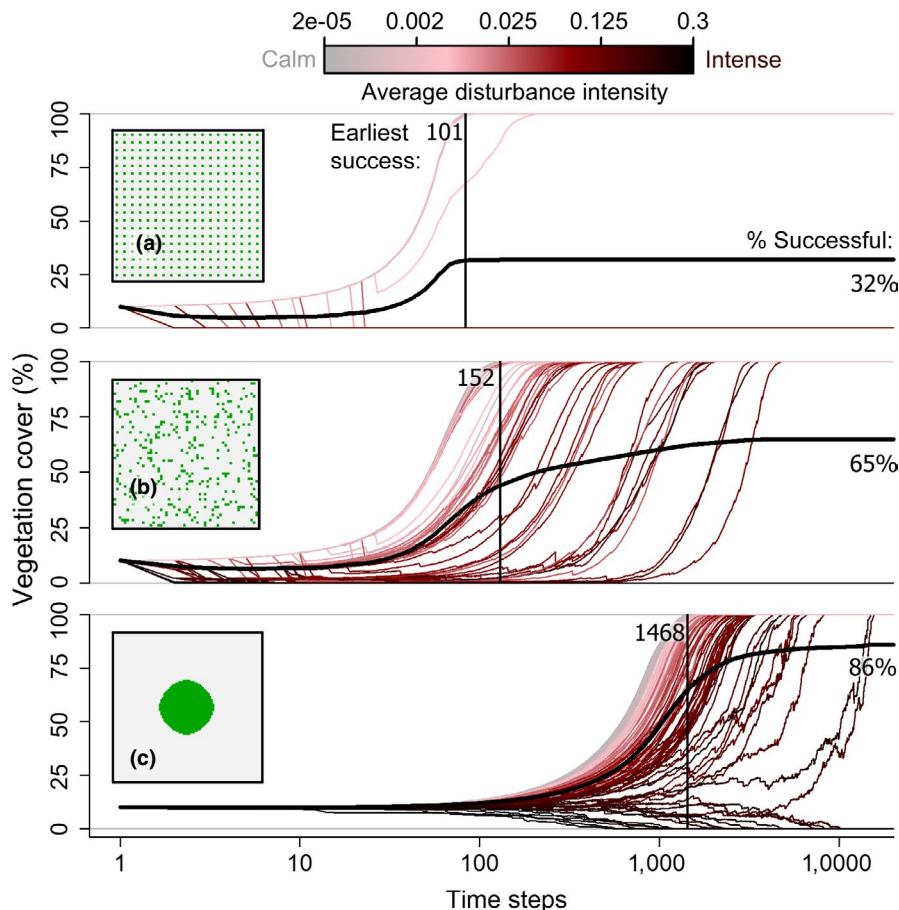 2e-05 0.002 0.025 0.125 0.3
Calm Intense
Average disturbance intensity
Vegetation cover (%)
100
75
50
25
0
(a)
Earliest
success:
101
% Successful:
32%
100
75
50
25
0
(b)
152
65%
100
75
50
25
0
(c)
1468
86%
1 10 100 1,000 1,0000
Time steps